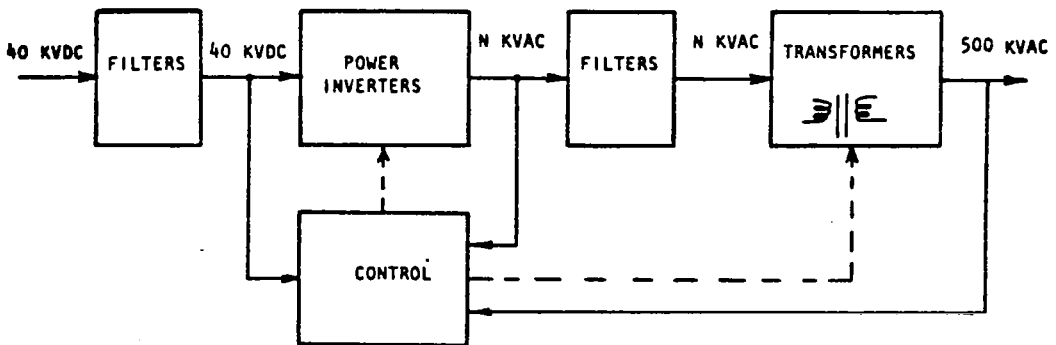 40 KVDC
FILTERS
40 KVDC
POWER
INVERTERS
N KVAC
FILTERS
N KVAC
TRANSFORMERS
500 KVAC
CONTROL